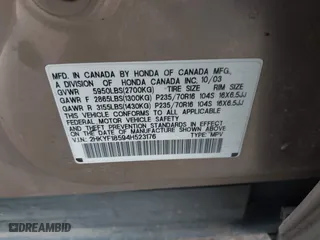 MFD. IN CANADA BY HONDA OF CANADA MFG.,
A DIVISION OF HONDA CANADA INC. 10/03
GVWR 5950LBS(2700KG) TIRE SIZE RIM SIZE
GAWR F 2865LBS(1300KG) P235/70R16 104S 16X6.5JJ
GAWR R 3155LBS(1430KG) P235/70R16 104S 16X6.5JJ
THIS VEHICLE CONFORMS TO ALL APPLICABLE
FEDERAL MOTOR VEHICLE SAFETY AND THEFT
PREVENTION STANDARDS IN EFFECT ON THE DATE
OF MANUFACTURE SHOWN ABOVE.
V.I.N.: 2HKYF18594H523176 TYPE: MPV